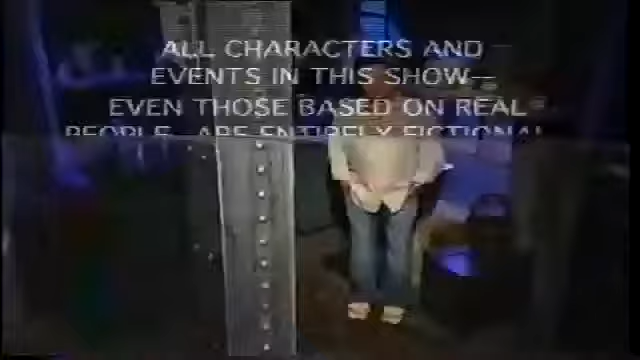 ALL CHARACTERS AND
EVENTS IN THIS SHOW--
EVEN THOSE BASED ON REAL
PEOPLE--ARE ENTIRELY FICTIONAL